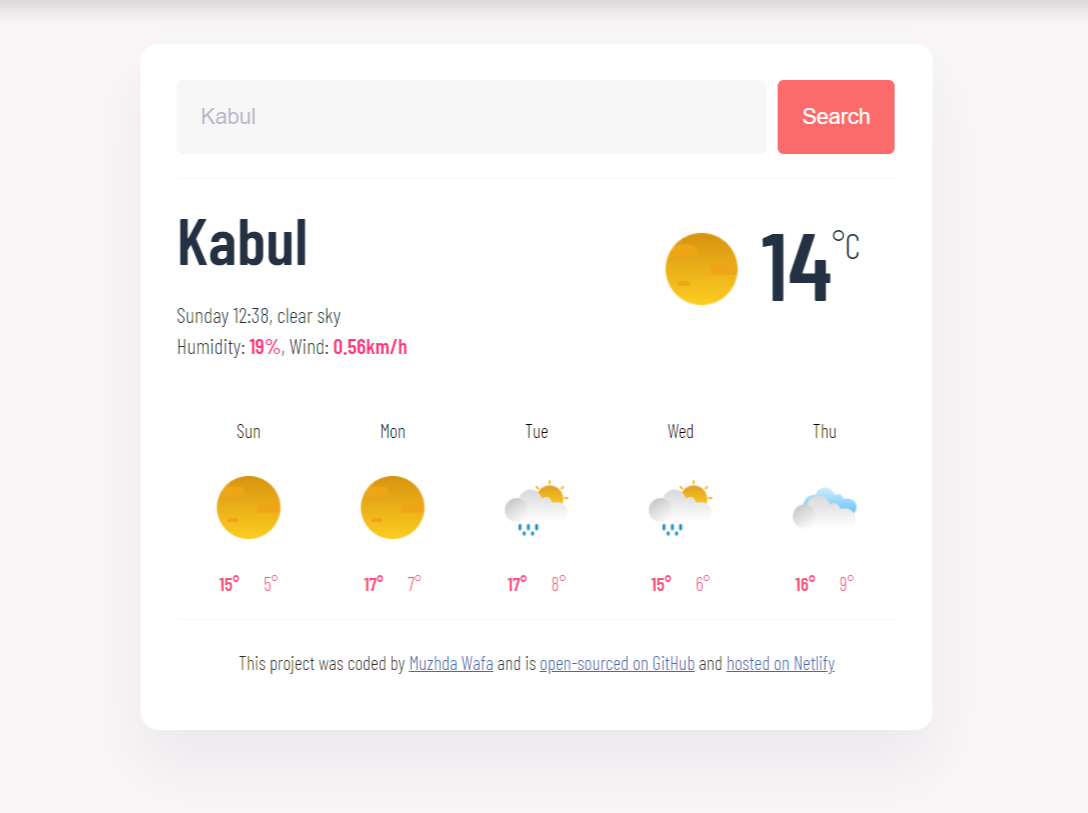 Kabul
Search
Kabul
14°C
Sunday 12:38, clear sky
Humidity: 19%, Wind: 0.56km/h
Sun Mon Tue Wed Thu
15° 5° 17° 7° 17° 8° 15° 6° 16° 9°
This project was coded by Muzhda Wafa and is open-sourced on GitHub and hosted on Netlify